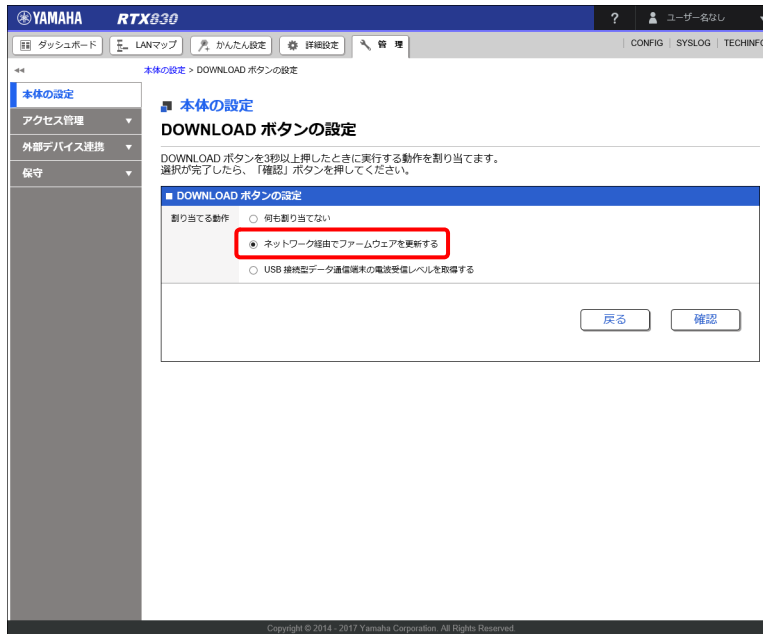 YAMAHA RTX830 ? ユーザー名なし
ダッシュボード LANマップ かんたん設定 詳細設定 管理 CONFIG SYSLOG TECHINFO
本体の設定 > DOWNLOAD ボタンの設定
本体の設定
アクセス管理
外部デバイス連携
保守
本体の設定
DOWNLOAD ボタンの設定
DOWNLOAD ボタンを3秒以上押したときに実行する動作を割り当てます。
選択が完了したら、「確認」ボタンを押してください。
■ DOWNLOAD ボタンの設定
割り当てる動作 何も割り当てない
ネットワーク経由でファームウェアを更新する
USB 接続型データ通信端末の電波受信レベルを取得する
戻る 確認
Copyright © 2014 - 2017 Yamaha Corporation. All Rights Reserved.